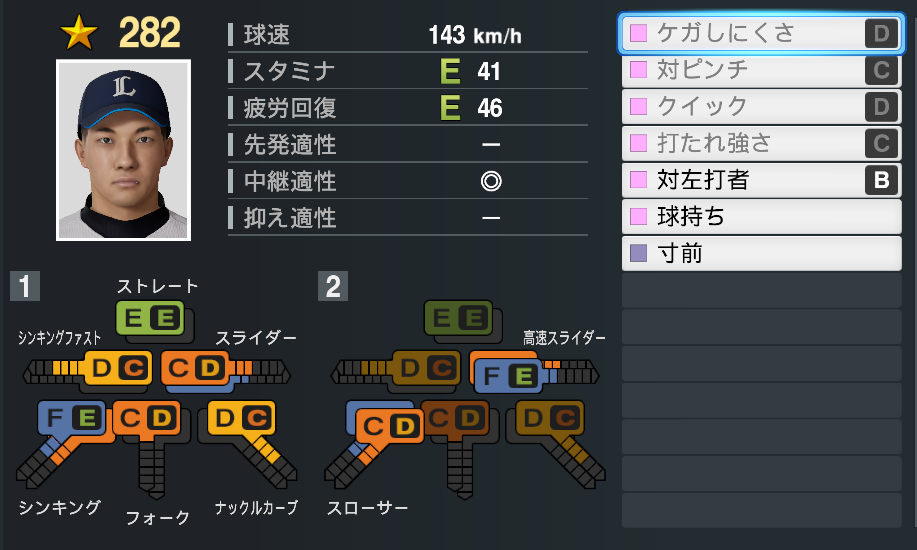 282
L
球速 143 km/h
スタミナ E 41
疲労回復 E 46
先発適性 －
中継適性 ◎
抑え適性 －
ケガしにくさ D
対ピンチ C
クイック D
打たれ強さ C
対左打者 B
球持ち
寸前
1
ストレート
E E
シンキングファスト
スライダー
D C
C D
F E
C D
D C
シンキング
フォーク
ナックルカーブ
2
E E
高速スライダー
D C
F E
C D
C D
D C
スローサー